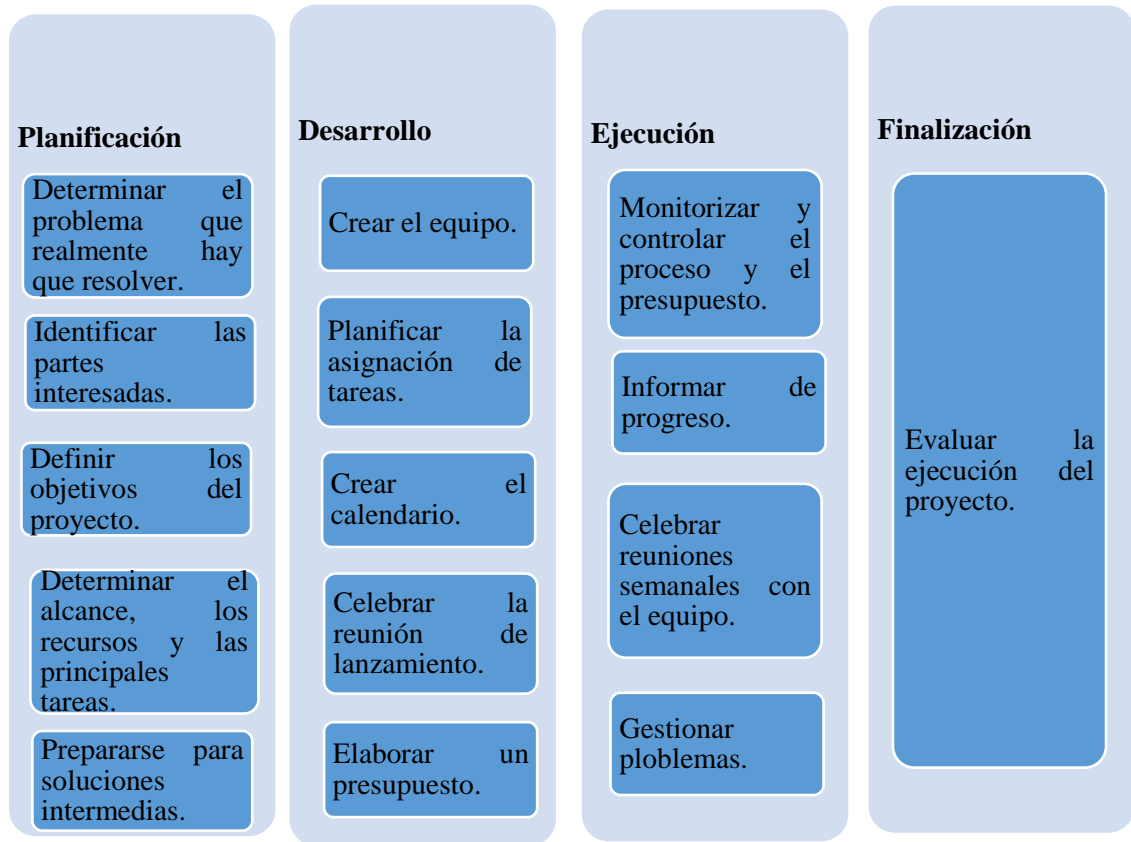 Planificación
Determinar el
problema que
realmente hay
que resolver.
Identificar las
partes
interesadas.
Definir los
objetivos del
proyecto.
Determinar el
alcance, los
recursos y las
principales
tareas.
Prepararse para
soluciones
intermedias.
Desarrollo
Crear el equipo.
Planificar la
asignación de
tareas.
Crear el
calendario.
Celebrar la
reunión de
lanzamiento.
Elaborar un
presupuesto.
Ejecución
Monitorizar y
controlar el
proceso y el
presupuesto.
Informar de
progreso.
Celebrar
reuniones
semanales con
el equipo.
Gestionar
ploblemas.
Finalización
Evaluar la
ejecución del
proyecto.